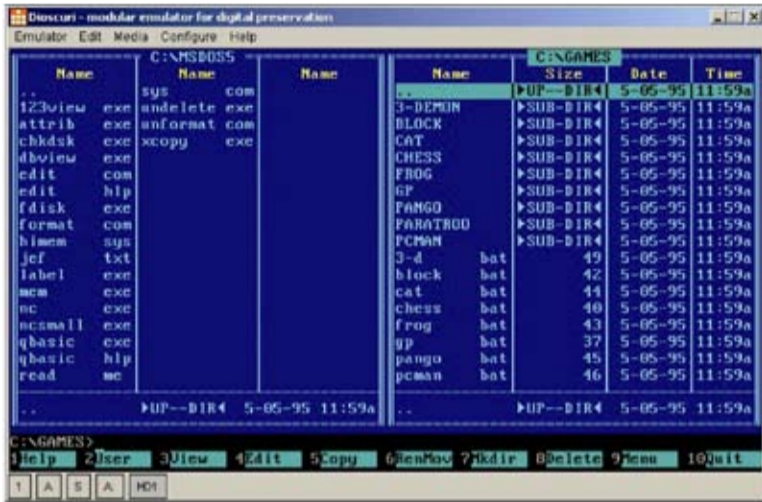 Dioscuri - modular emulator for digital preservation
Emulator Edit Media Configure Help
C:\MSDOS5
Name Name Name
..
123view exe
attrib exe
chkdsk exe
dbview exe
edit com
edit hlp
fdisk exe
format com
himem sys
jef txt
label exe
mem exe
nc exe
ncsmall exe
qbasic exe
qbasic hlp
read me
sys com
undelete exe
unformat com
xcopy exe
.. ►UP--DIR◄ 5-05-95 11:59a
C:\GAMES
Name Size Date Time
.. ►UP--DIR◄ 5-05-95 11:59a
3-DEMON ►SUB-DIR◄ 5-05-95 11:59a
BLOCK ►SUB-DIR◄ 5-05-95 11:59a
CAT ►SUB-DIR◄ 5-05-95 11:59a
CHESS ►SUB-DIR◄ 5-05-95 11:59a
FROG ►SUB-DIR◄ 5-05-95 11:59a
GP ►SUB-DIR◄ 5-05-95 11:59a
PANGO ►SUB-DIR◄ 5-05-95 11:59a
PARATROO ►SUB-DIR◄ 5-05-95 11:59a
PCMAN ►SUB-DIR◄ 5-05-95 11:59a
3-d bat 49 5-05-95 11:59a
block bat 42 5-05-95 11:59a
cat bat 44 5-05-95 11:59a
chess bat 40 5-05-95 11:59a
frog bat 43 5-05-95 11:59a
gp bat 37 5-05-95 11:59a
pango bat 45 5-05-95 11:59a
pcman bat 46 5-05-95 11:59a
.. ►UP--DIR◄ 5-05-95 11:59a
C:\GAMES>
1Help 2User 3View 4Edit 5Copy 6RenMov 7Mkdir 8Delete 9Menu 10Quit
1 A S A HD1